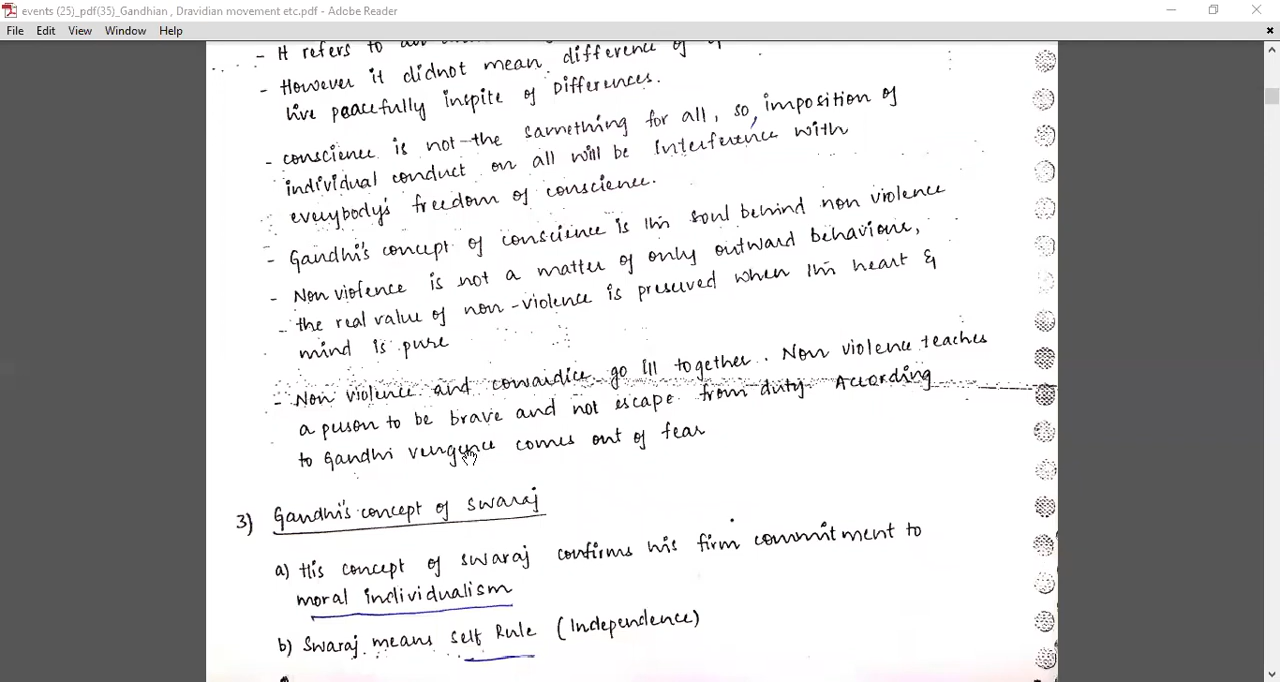 events (25)_pdf(35)_Gandhian , Dravidian movement etc.pdf - Adobe Reader
File Edit View Window Help
- It refers to
- However it didnot mean difference of
live peacefully inspite of Differences.
- conscience is not the samething for all, so, imposition of
individual conduct on all will be interference with
everybody's freedom of conscience.
- Gandhi's concept of conscience is the soul behind non violence
- Non violence is not a matter of only outward behaviour,
- the real value of non-violence is preserved when the heart &
mind is pure
- Non violence and cowardice go ill together. Non violence teaches
a person to be brave and not escape from duty. According
to Gandhi vengence comes out of fear
3) Gandhi's concept of Swaraj
a) His concept of swaraj confirms his firm commitment to
moral individualism
b) Swaraj means Self Rule (Independence)